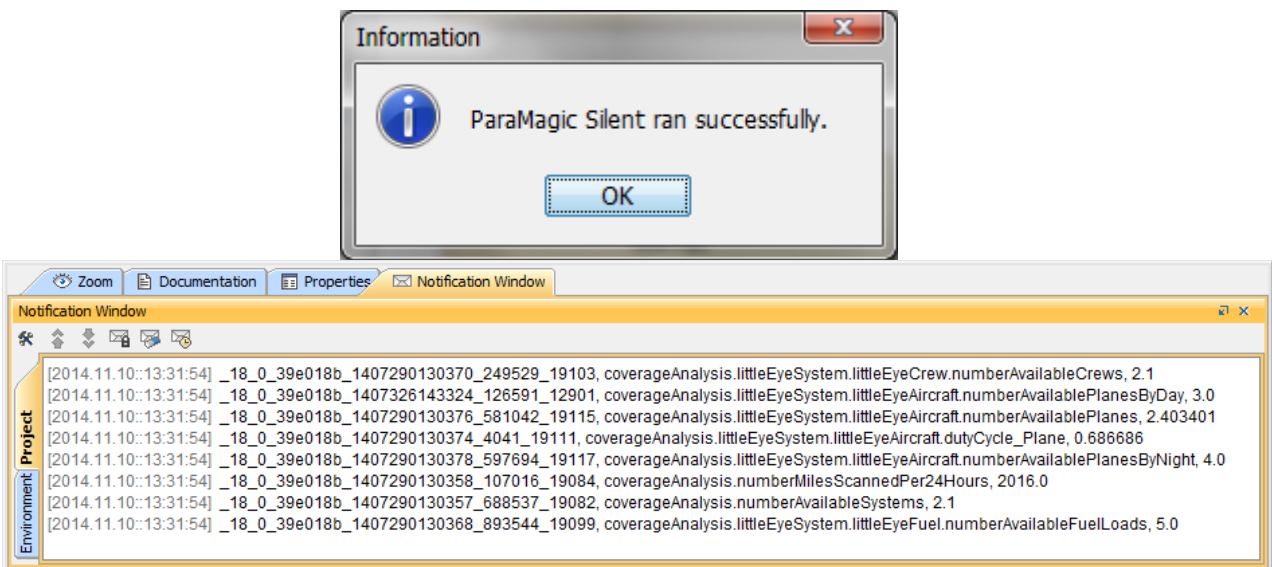 Information
ParaMagic Silent ran successfully.
OK
Zoom Documentation Properties Notification Window
Notification Window
[2014.11.10::13:31:54] _18_0_39e018b_1407290130370_249529_19103, coverageAnalysis.littleEyeSystem.littleEyeCrew.numberAvailableCrews, 2.1
[2014.11.10::13:31:54] _18_0_39e018b_1407326143324_126591_12901, coverageAnalysis.littleEyeSystem.littleEyeAircraft.numberAvailablePlanesByDay, 3.0
[2014.11.10::13:31:54] _18_0_39e018b_1407290130376_581042_19115, coverageAnalysis.littleEyeSystem.littleEyeAircraft.numberAvailablePlanes, 2.403401
[2014.11.10::13:31:54] _18_0_39e018b_1407290130374_4041_19111, coverageAnalysis.littleEyeSystem.littleEyeAircraft.dutyCycle_Plane, 0.686686
[2014.11.10::13:31:54] _18_0_39e018b_1407290130378_597694_19117, coverageAnalysis.littleEyeSystem.littleEyeAircraft.numberAvailablePlanesByNight, 4.0
[2014.11.10::13:31:54] _18_0_39e018b_1407290130358_107016_19084, coverageAnalysis.numberMilesScannedPer24Hours, 2016.0
[2014.11.10::13:31:54] _18_0_39e018b_1407290130357_688537_19082, coverageAnalysis.numberAvailableSystems, 2.1
[2014.11.10::13:31:54] _18_0_39e018b_1407290130368_893544_19099, coverageAnalysis.littleEyeSystem.littleEyeFuel.numberAvailableFuelLoads, 5.0
Project
Environment